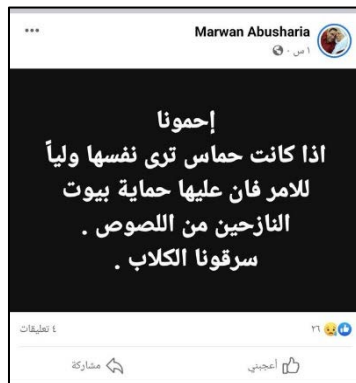 Marwan Abusharia
١ س ·
إحمونا
اذا كانت حماس ترى نفسها ولياً
للامر فان عليها حماية بيوت
النازحين من اللصوص .
سرقونا الكلاب .
٢٦
٤ تعليقات
أعجبني
مشاركة